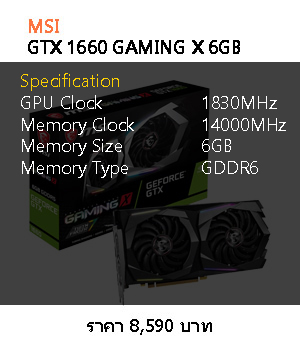 MSI
GTX 1660 GAMING X 6GB
Specification
GPU Clock 1830MHz
Memory Clock 14000MHz
Memory Size 6GB
Memory Type GDDR6
GEFORCE
GTX
GAMING X
ราคา 8,590 บาท